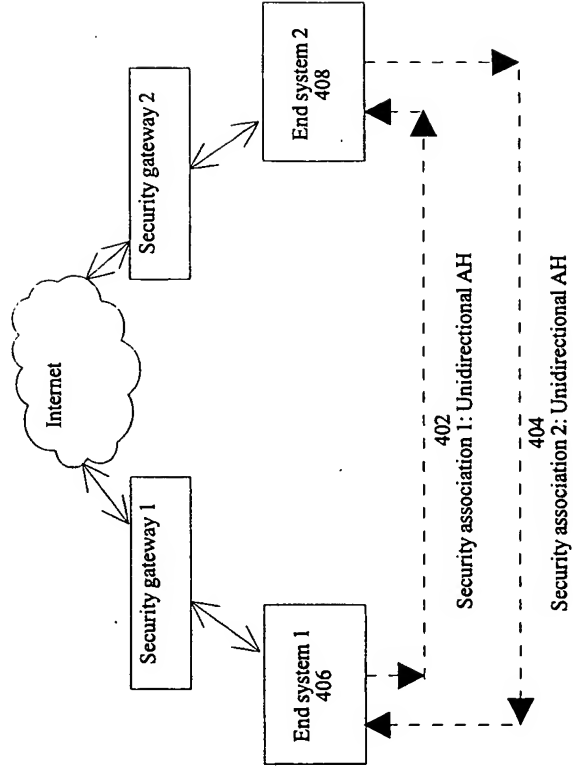 Internet
Security gateway 1
Security gateway 2
End system 1
406
End system 2
408
402
Security association 1: Unidirectional AH
404
Security association 2: Unidirectional AH